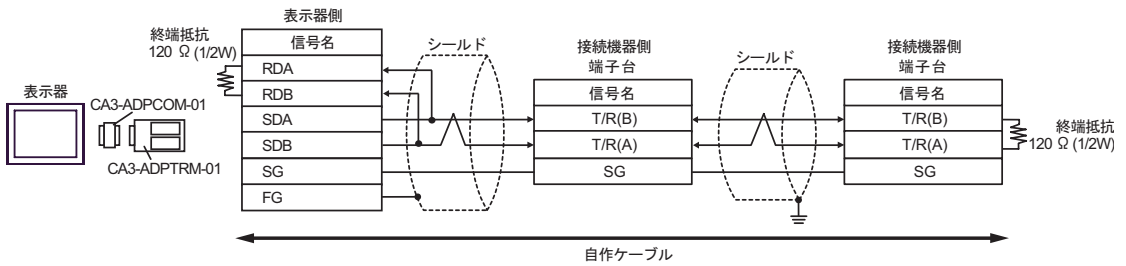 表示器
CA3-ADPCOM-01
CA3-ADPTRM-01
終端抵抗
120 Ω (1/2W)
表示器側
信号名
RDA
RDB
SDA
SDB
SG
FG
シールド
接続機器側
端子台
信号名
T/R(B)
T/R(A)
SG
シールド
接続機器側
端子台
信号名
T/R(B)
T/R(A)
SG
終端抵抗
120 Ω (1/2W)
自作ケーブル